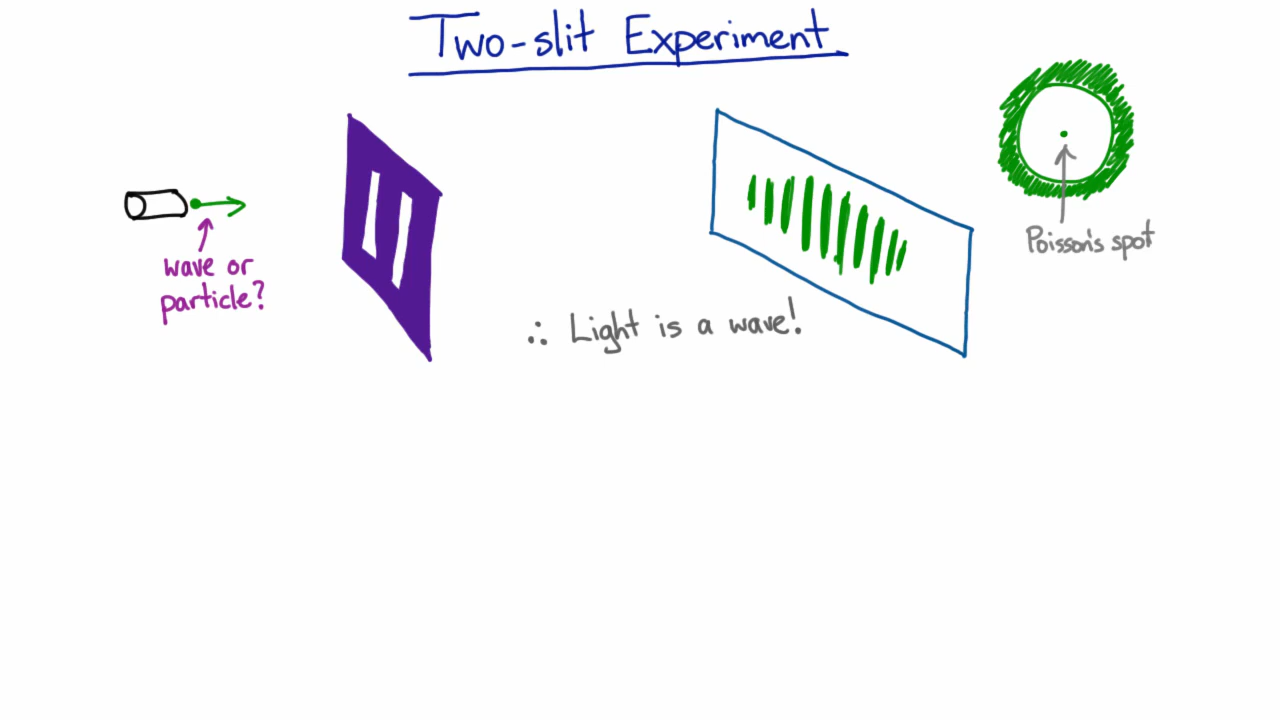 Two-slit Experiment
wave or
particle?
∴ Light is a wave!
Poisson's spot